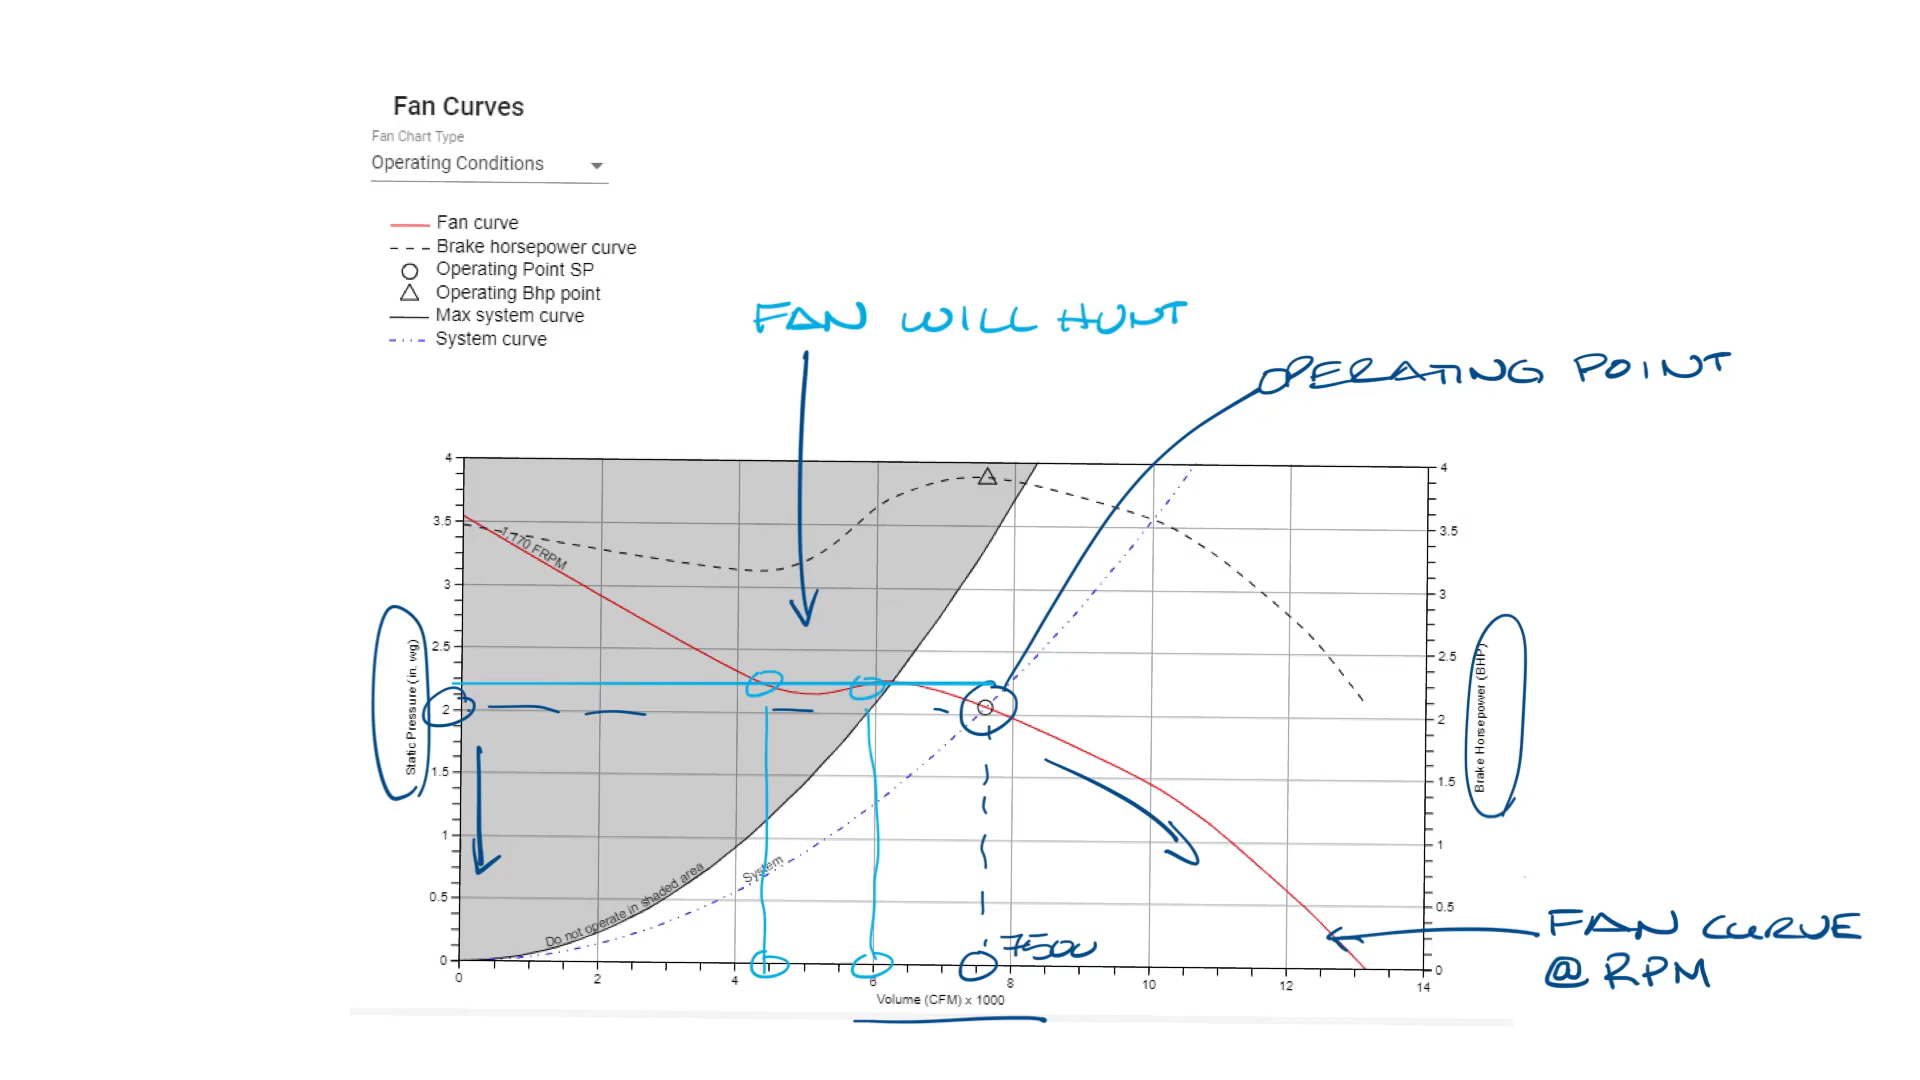 Fan Curves
Fan Chart Type
Operating Conditions
Fan curve
Brake horsepower curve
Operating Point SP
Operating Bhp point
Max system curve
System curve
FAN WILL HUNT
OPERATING POINT
4
3.5
3
2.5
2
1.5
1
0.5
0
Static Pressure (in. wg)
1,170 FRPM
Do not operate in shaded area
System
7500
4
3.5
3
2.5
2
1.5
1
0.5
0
Brake Horsepower (BHP)
FAN CURVE
@ RPM
0 2 4 6 8 10 12 14
Volume (CFM) x 1000